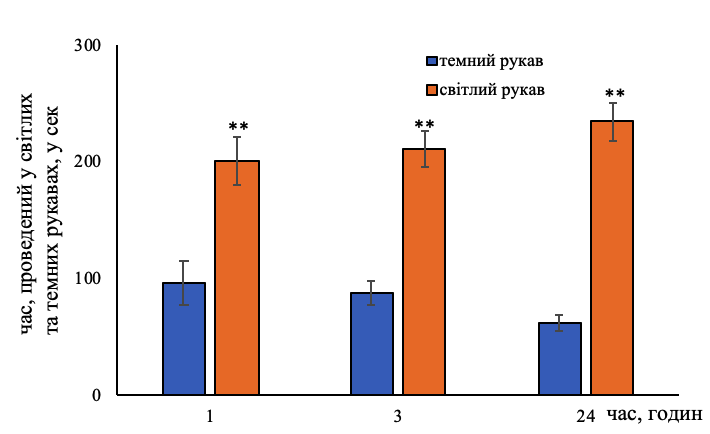 300
темний рукав
світлий рукав
**
**
**
200
100
0
1
3
24
час, годин
час, проведений у світлих
та темних рукавах, у сек